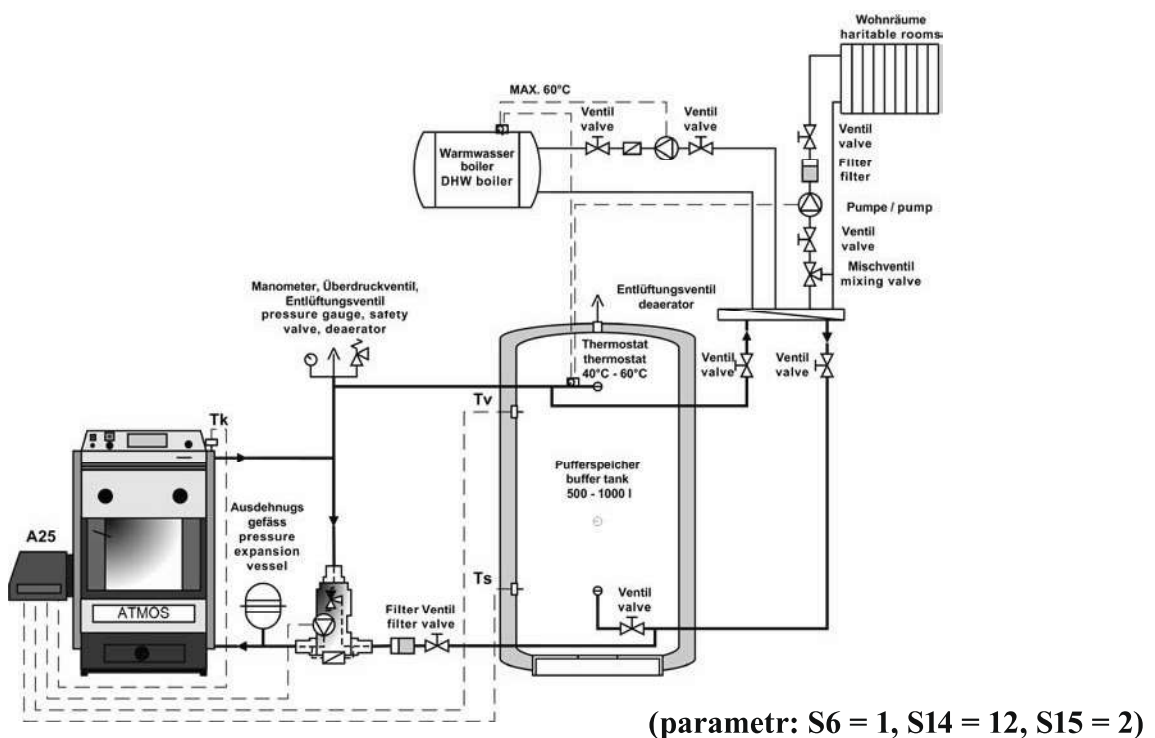 Wohnräume
haritable rooms
MAX. 60°C
Ventil
valve
Ventil
valve
Ventil
valve
Warmwasser
boiler
DHW boiler
Filter
filter
Pumpe / pump
Ventil
valve
Mischventil
mixing valve
Manometer, Überdruckventil,
Entlüftungsventil
pressure gauge, safety
valve, deaerator
Entlüftungsventil
deaerator
Thermostat
thermostat
40°C - 60°C
Ventil
valve
Ventil
valve
Tv
Tk
Pufferspeicher
buffer tank
500 - 1000 l
Ausdehnugs
gefäss
pressure
expansion
vessel
A25
Ts
Ventil
valve
ATMOS
Filter Ventil
filter valve
(parametr: S6 = 1, S14 = 12, S15 = 2)